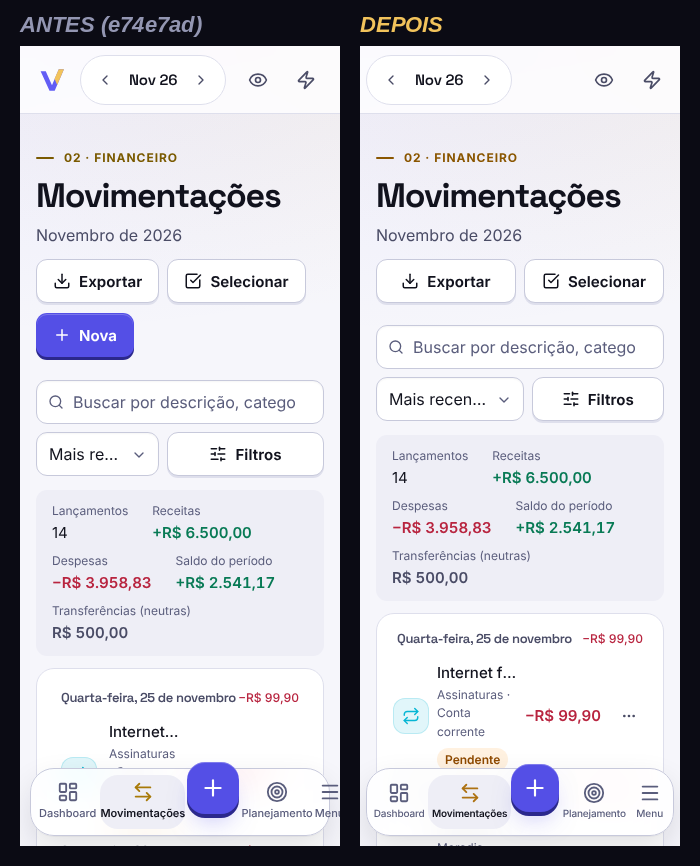 ANTES (e74e7ad)
Nov 26
02 · FINANCEIRO
Movimentações
Novembro de 2026
Exportar
Selecionar
Nova
Buscar por descrição, catego
Mais re...
Filtros
Lançamentos
Receitas
14
+R$ 6.500,00
Despesas
Saldo do período
−R$ 3.958,83
+R$ 2.541,17
Transferências (neutras)
R$ 500,00
Quarta-feira, 25 de novembro −R$ 99,90
Internet...
Assinaturas
Dashboard
Movimentações
Planejamento
Menu
DEPOIS
Nov 26
02 · FINANCEIRO
Movimentações
Novembro de 2026
Exportar
Selecionar
Buscar por descrição, catego
Mais recen...
Filtros
Lançamentos
Receitas
14
+R$ 6.500,00
Despesas
Saldo do período
−R$ 3.958,83
+R$ 2.541,17
Transferências (neutras)
R$ 500,00
Quarta-feira, 25 de novembro −R$ 99,90
Internet f...
Assinaturas ·
Conta
corrente
−R$ 99,90
Pendente
Dashboard
Movimentações
Planejamento
Menu